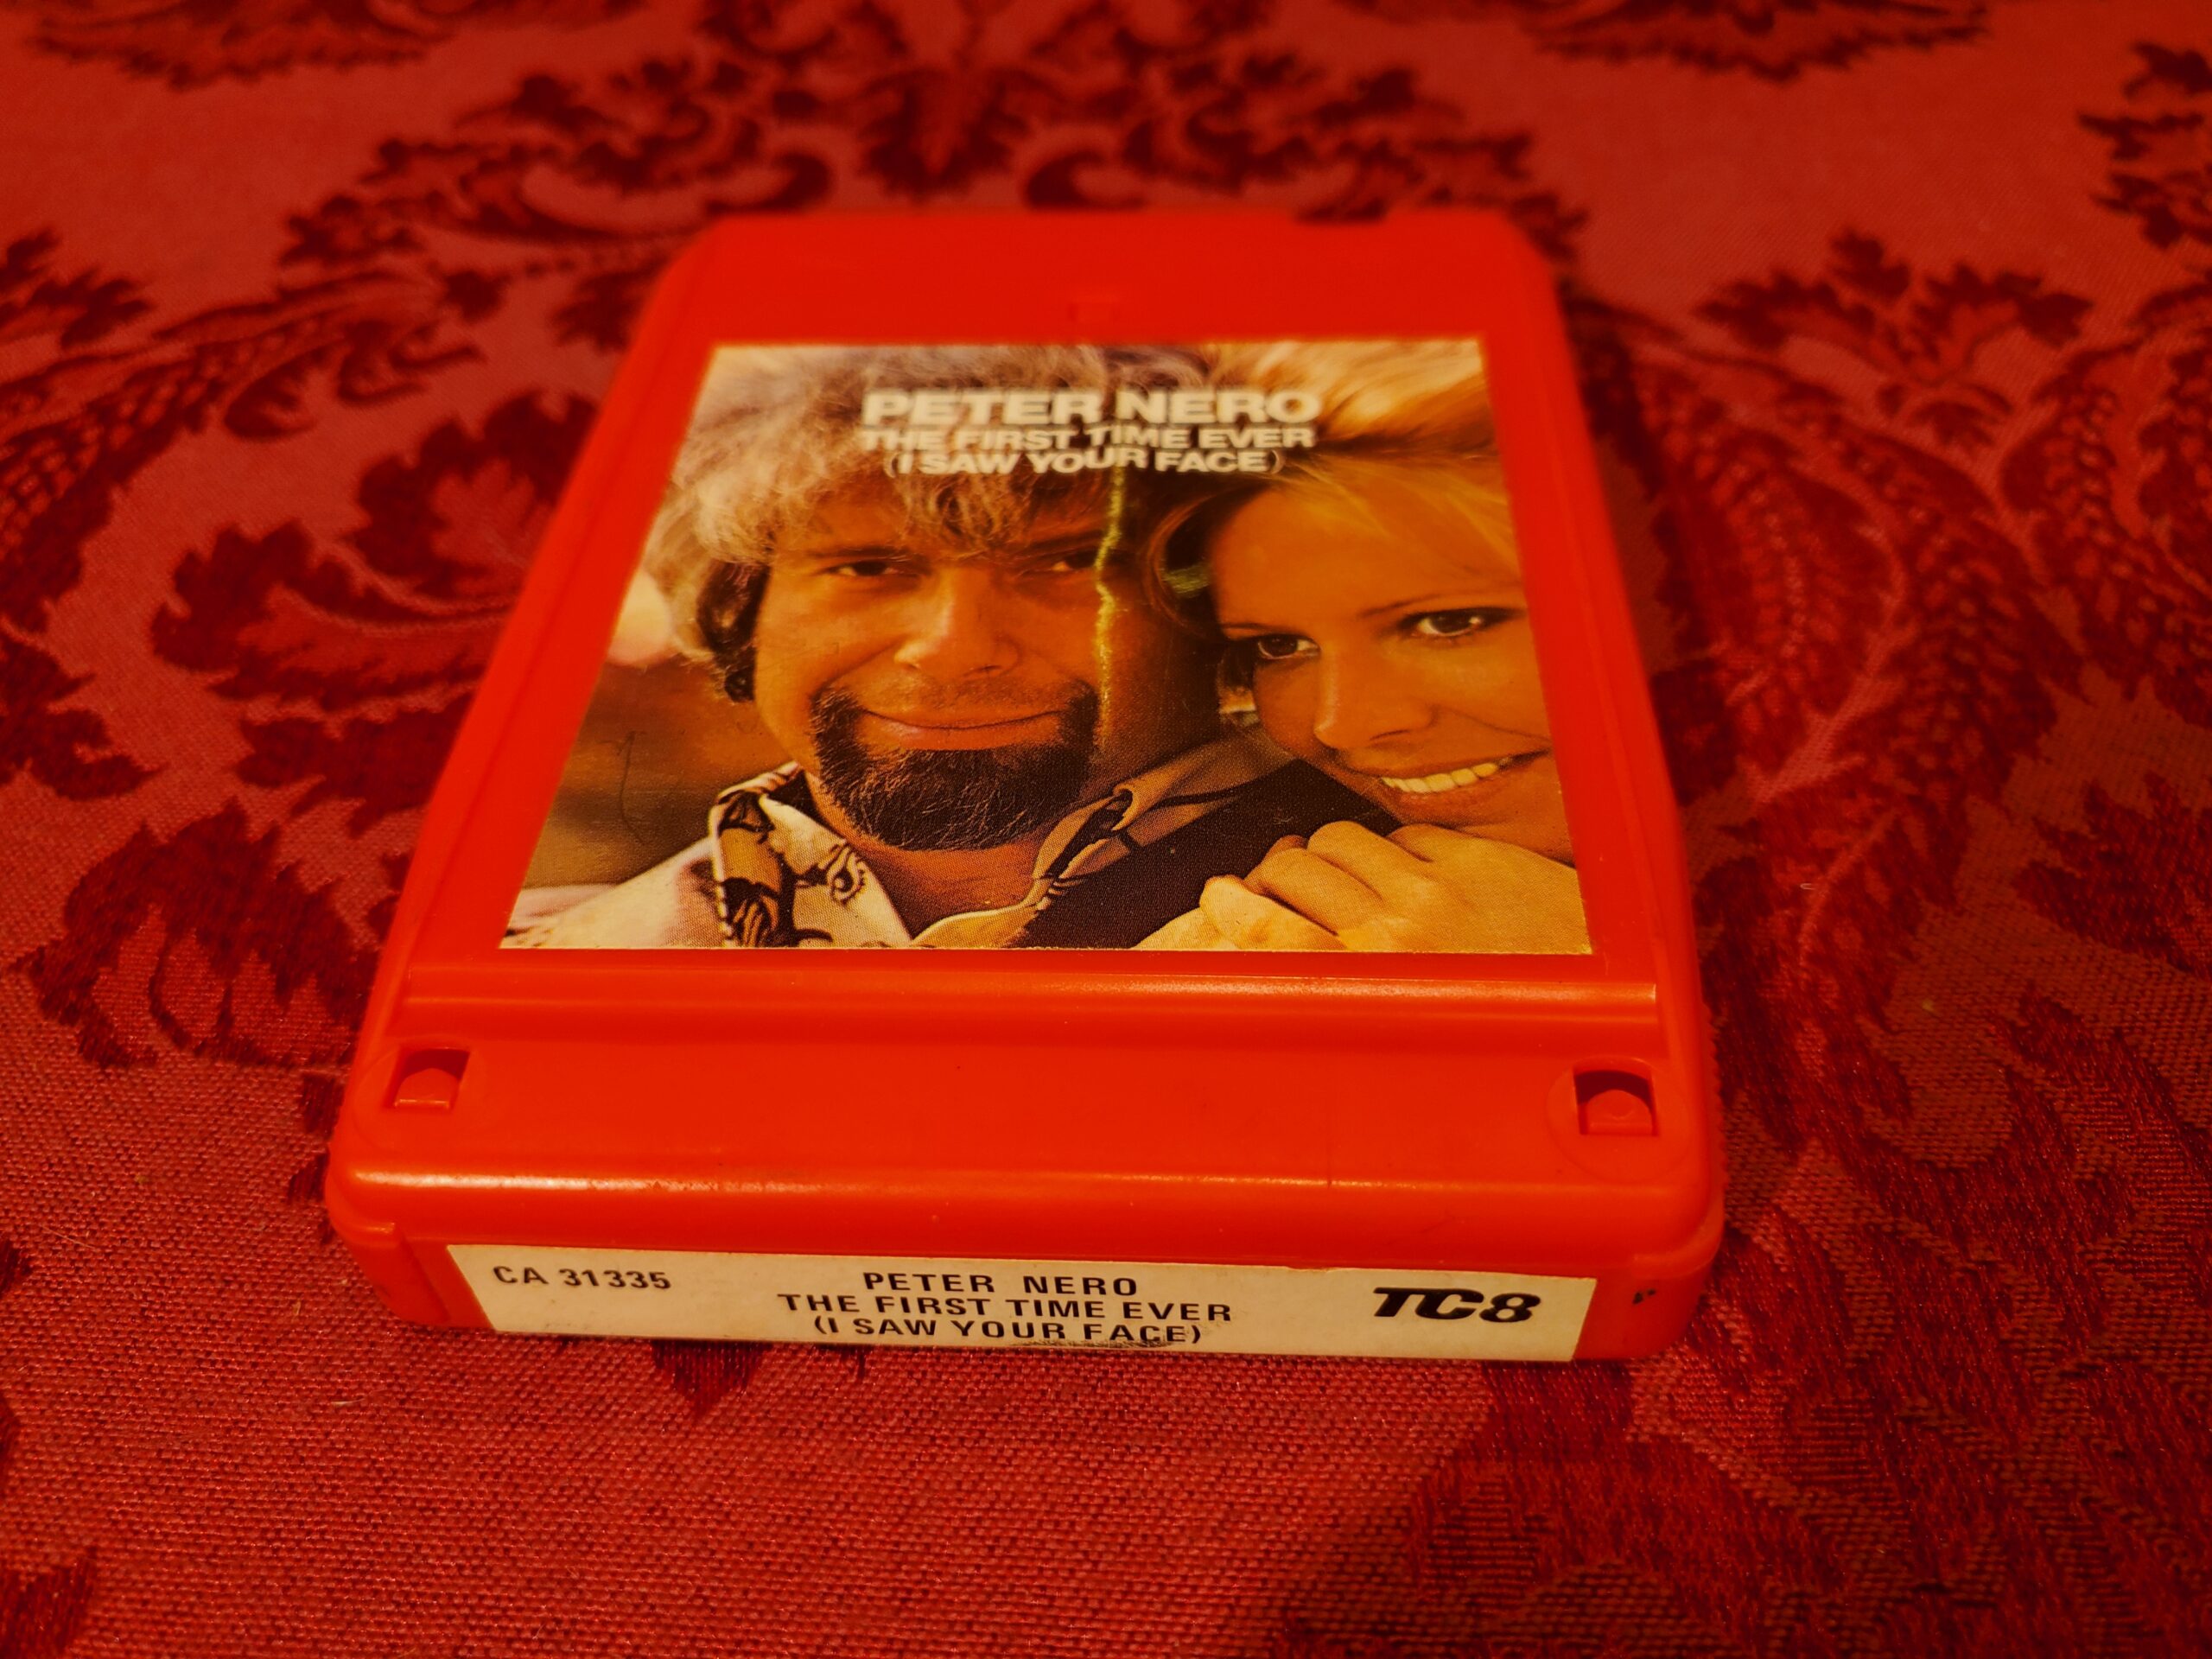 PETER NERO
THE FIRST TIME EVER
(I SAW YOUR FACE)
CA 31335
PETER NERO
THE FIRST TIME EVER
(I SAW YOUR FACE)
TC8